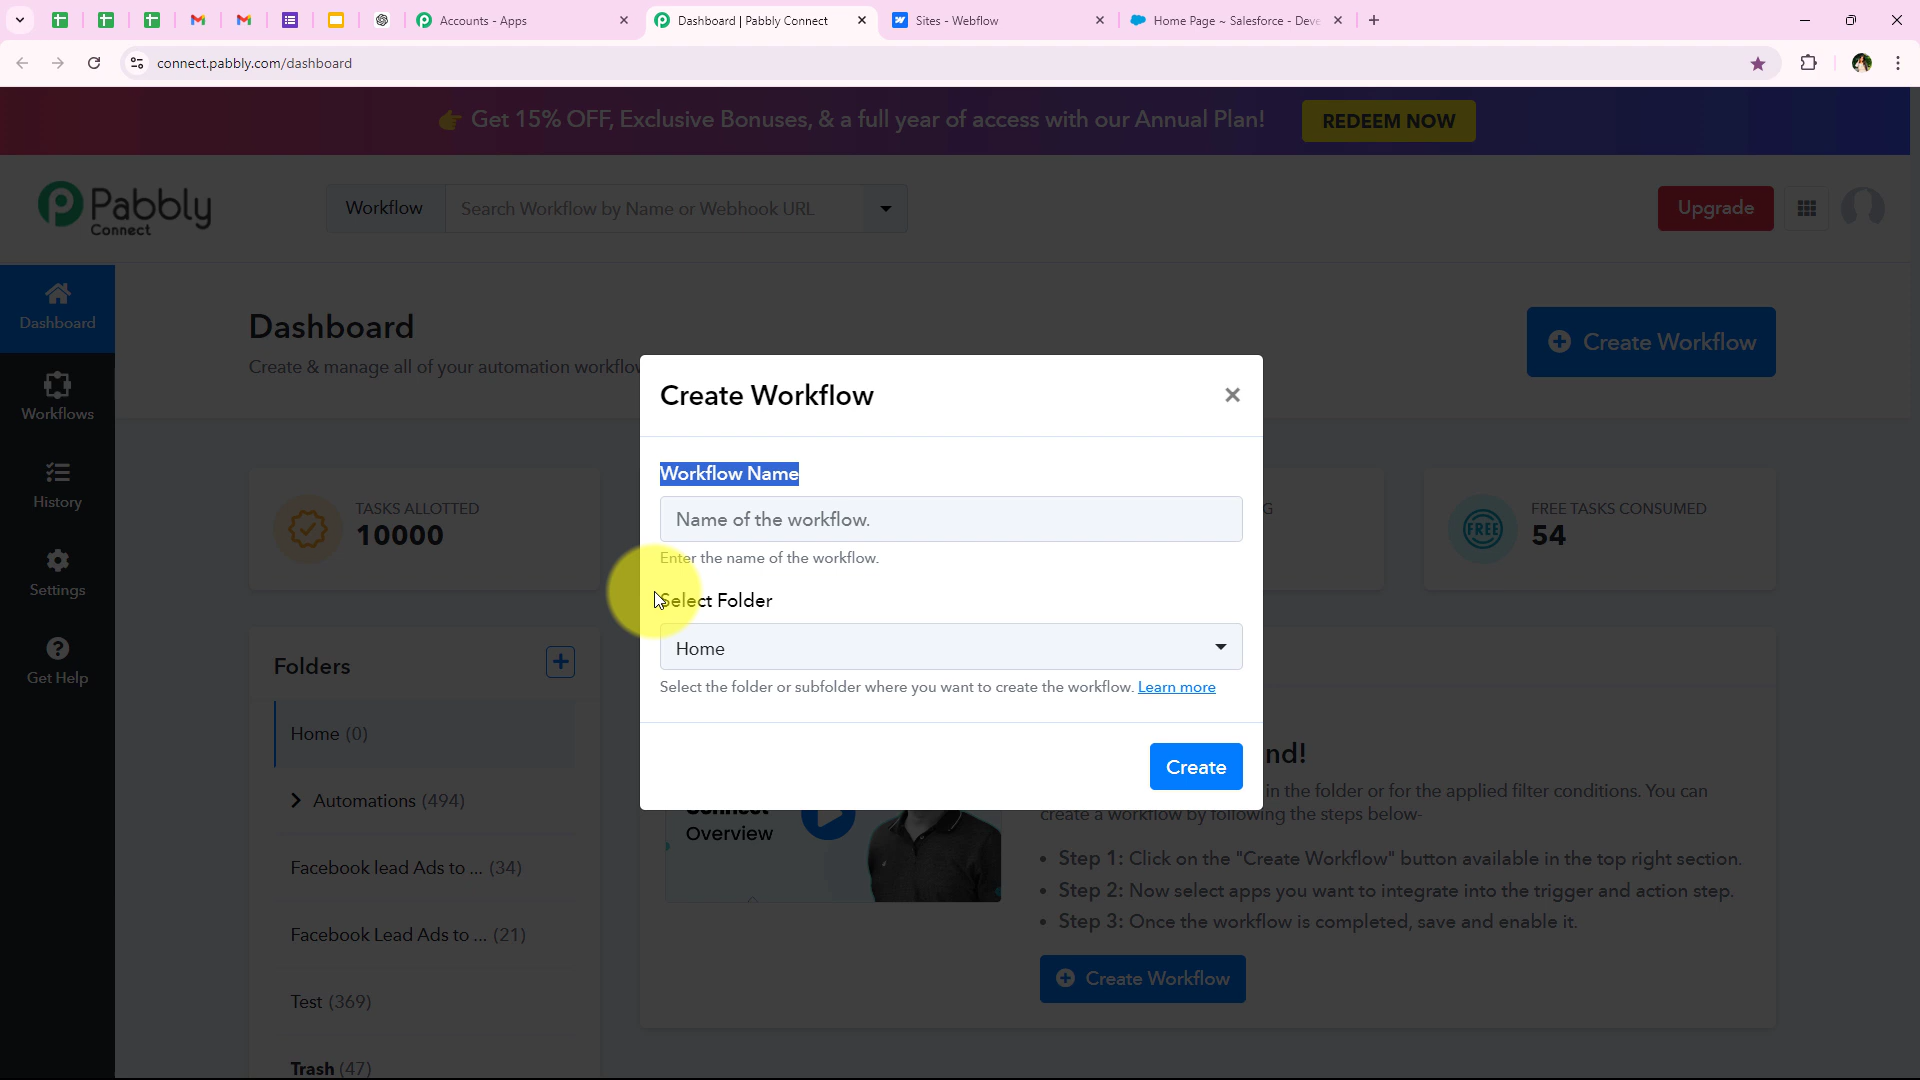 Accounts - Apps
Dashboard | Pabbly Connect
Sites - Webflow
Home Page ~ Salesforce - Deve
connect.pabbly.com/dashboard
Get 15% OFF, Exclusive Bonuses, & a full year of access with our Annual Plan!
REDEEM NOW
Pabbly
Connect
Workflow
Search Workflow by Name or Webhook URL
Upgrade
Dashboard
Workflows
History
Settings
Get Help
Dashboard
Create & manage all of your automation workflow
Create Workflow
TASKS ALLOTTED
10000
G
FREE
FREE TASKS CONSUMED
54
Create Workflow
Workflow Name
Name of the workflow.
Enter the name of the workflow.
Select Folder
Home
Select the folder or subfolder where you want to create the workflow. Learn more
Create
Folders
Home (0)
Automations (494)
Facebook lead Ads to ... (34)
Facebook Lead Ads to ... (21)
Test (369)
Trash (47)
Connect
Overview
nd!
in the folder or for the applied filter conditions. You can
create a workflow by following the steps below-
• Step 1: Click on the "Create Workflow" button available in the top right section.
• Step 2: Now select apps you want to integrate into the trigger and action step.
• Step 3: Once the workflow is completed, save and enable it.
Create Workflow